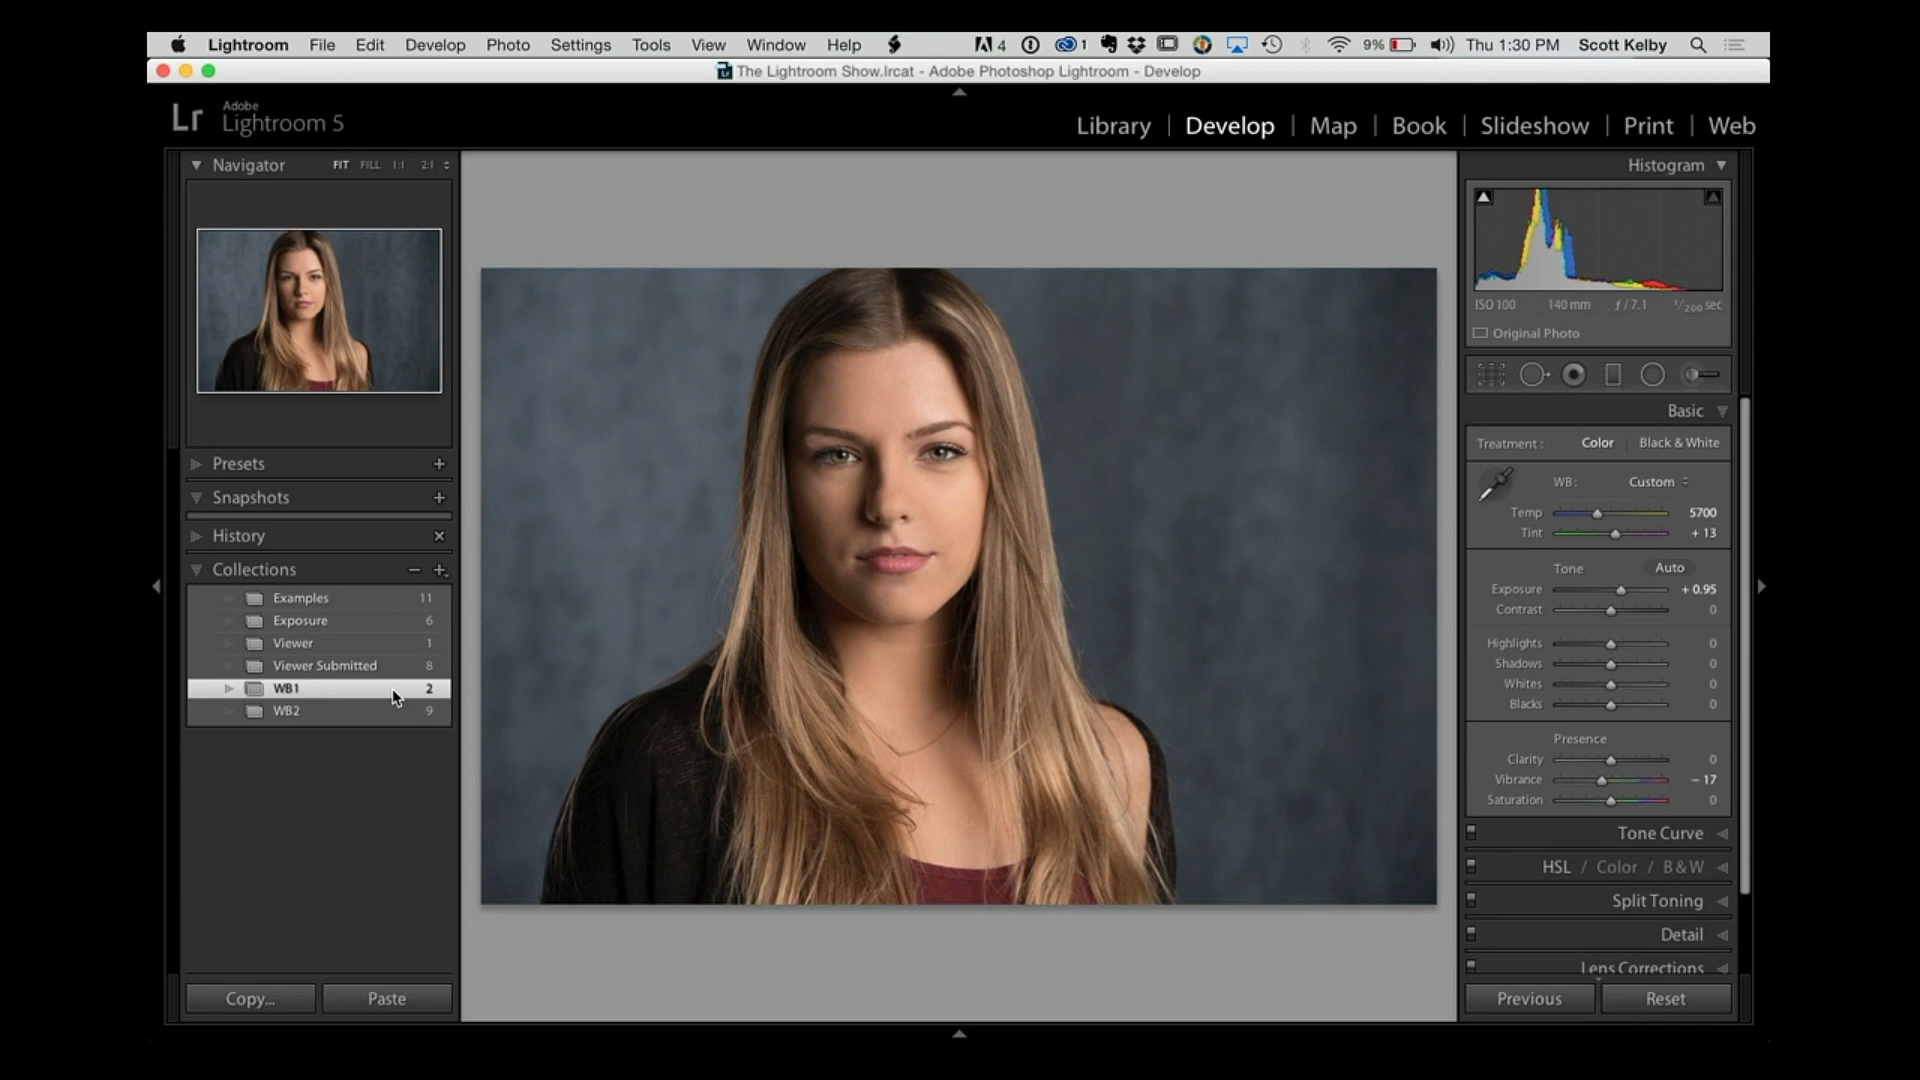 Lightroom File Edit Develop Photo Settings Tools View Window Help 4 1 9% Thu 1:30 PM Scott Kelby
The Lightroom Show.lrcat - Adobe Photoshop Lightroom - Develop
Lr Adobe Lightroom 5
Library | Develop | Map | Book | Slideshow | Print | Web
Navigator FIT FILL 1:1 2:1
Presets
Snapshots
History
Collections
Examples 11
Exposure 6
Viewer 1
Viewer Submitted 8
WB1 2
WB2 9
Copy... Paste
Histogram
ISO 100 140 mm ƒ / 7.1 1/200 sec
Original Photo
Basic
Treatment : Color Black & White
WB: Custom
Temp 5700
Tint + 13
Tone Auto
Exposure + 0.95
Contrast 0
Highlights 0
Shadows 0
Whites 0
Blacks 0
Presence
Clarity 0
Vibrance – 17
Saturation 0
Tone Curve
HSL / Color / B & W
Split Toning
Detail
Lens Corrections
Previous Reset